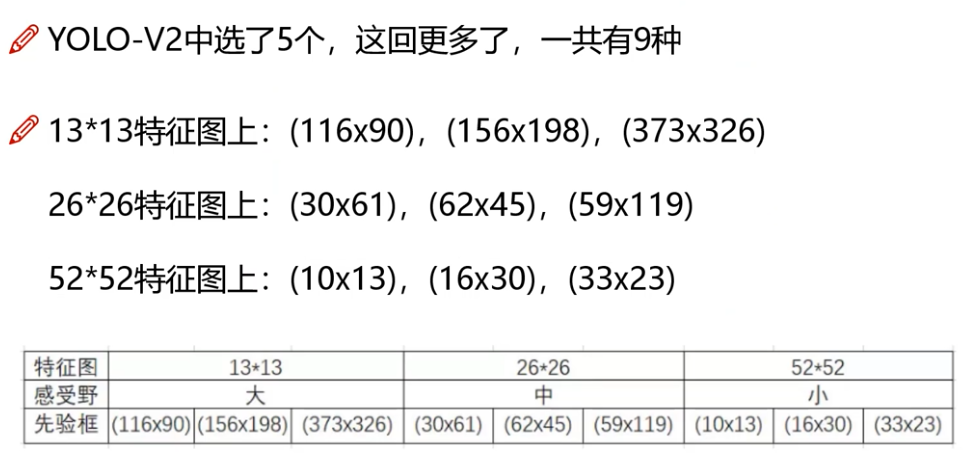 YOLO-V2中选了5个，这回更多了，一共有9种
13*13特征图上：(116x90)，(156x198)，(373x326)
26*26特征图上：(30x61)，(62x45)，(59x119)
52*52特征图上：(10x13)，(16x30)，(33x23)
特征图 13*13 26*26 52*52
感受野 大 中 小
先验框 (116x90) (156x198) (373x326) (30x61) (62x45) (59x119) (10x13) (16x30) (33x23)